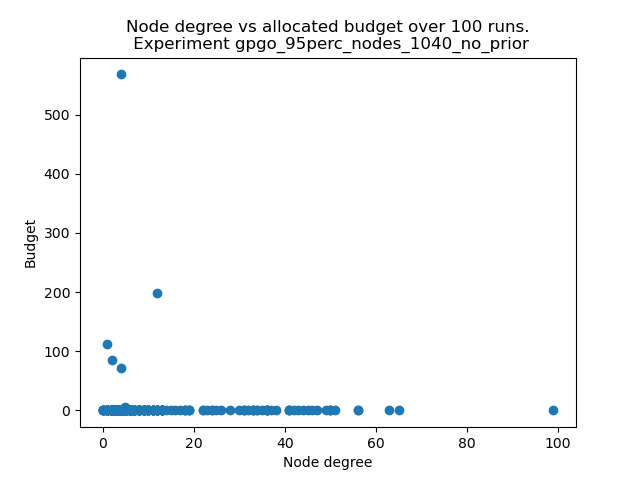 Node degree vs allocated budget over 100 runs.
Experiment gpgo_95perc_nodes_1040_no_prior
500
400
300
200
100
0
Budget
0 20 40 60 80 100
Node degree